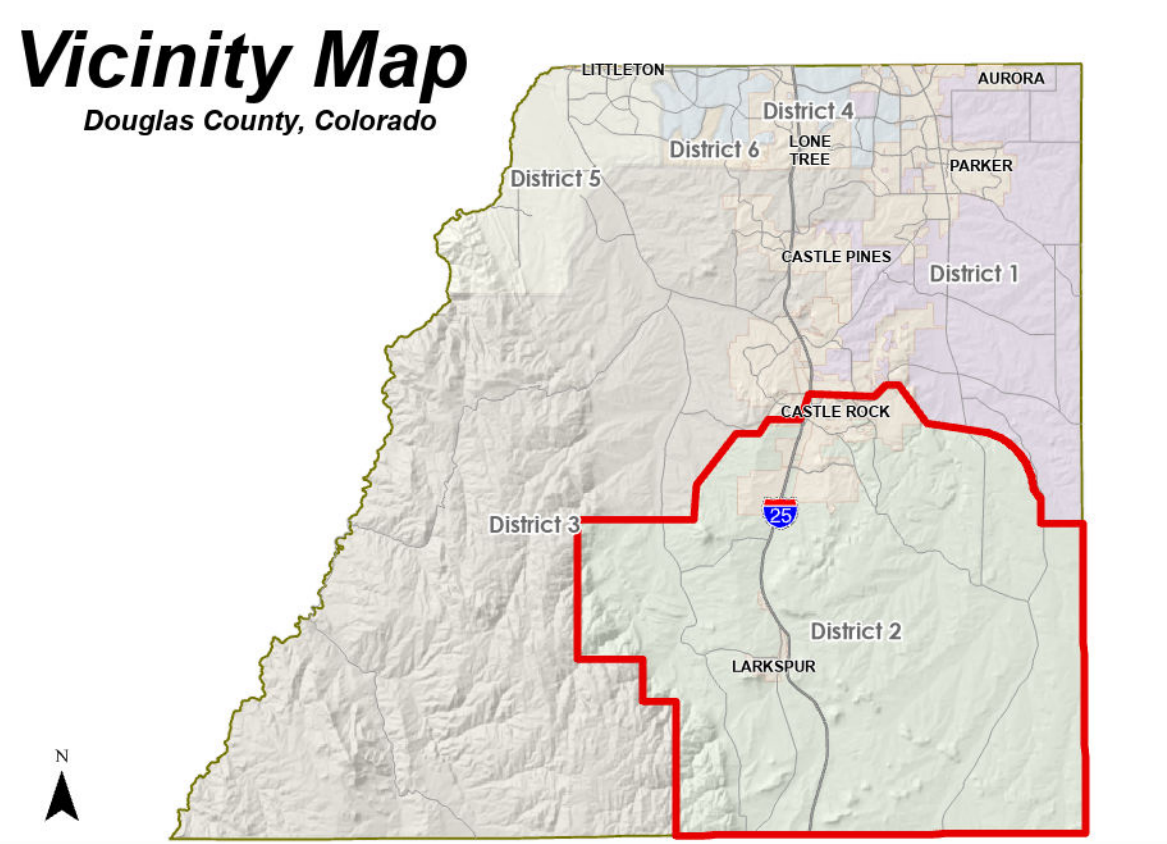 Vicinity Map
Douglas County, Colorado
LITTLETON
AURORA
District 4
LONE
TREE
District 6
PARKER
District 5
CASTLE PINES
District 1
CASTLE ROCK
25
District 3
District 2
LARKSPUR
N